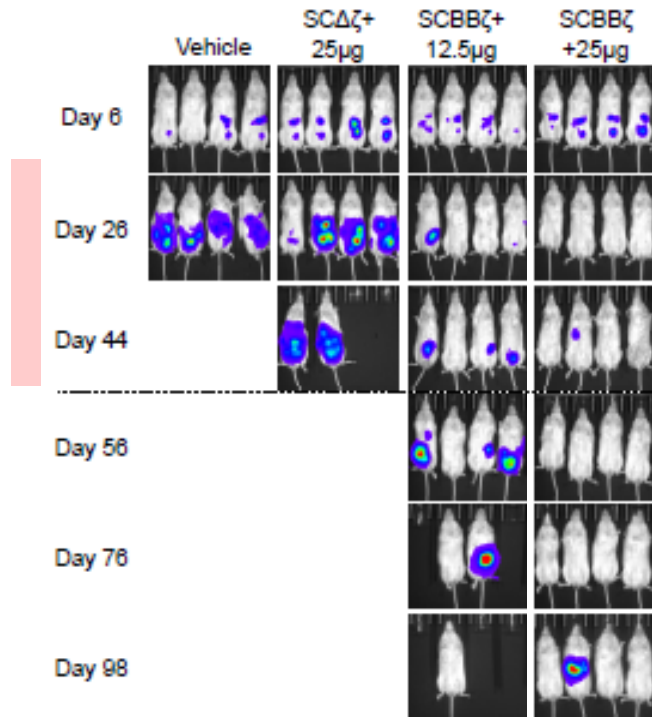 Vehicle
SCΔζ+
25μg
SCBBζ+
12.5μg
SCBBζ
+25μg
Day 6
Day 26
Day 44
Day 56
Day 76
Day 98